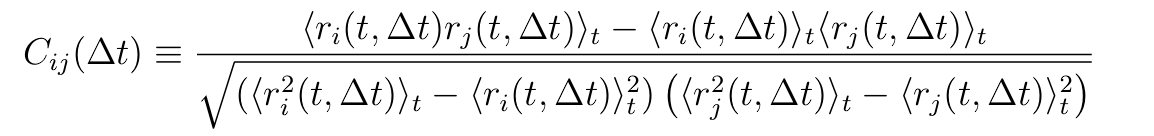 $C_{ij}(\Delta t) \equiv \frac{\langle r_i(t, \Delta t) r_j(t, \Delta t) \rangle_t - \langle r_i(t, \Delta t) \rangle_t \langle r_j(t, \Delta t) \rangle_t}{\sqrt{\left( \langle r_i^2(t, \Delta t) \rangle_t - \langle r_i(t, \Delta t) \rangle_t^2 \right) \left( \langle r_j^2(t, \Delta t) \rangle_t - \langle r_j(t, \Delta t) \rangle_t^2 \right)}}$